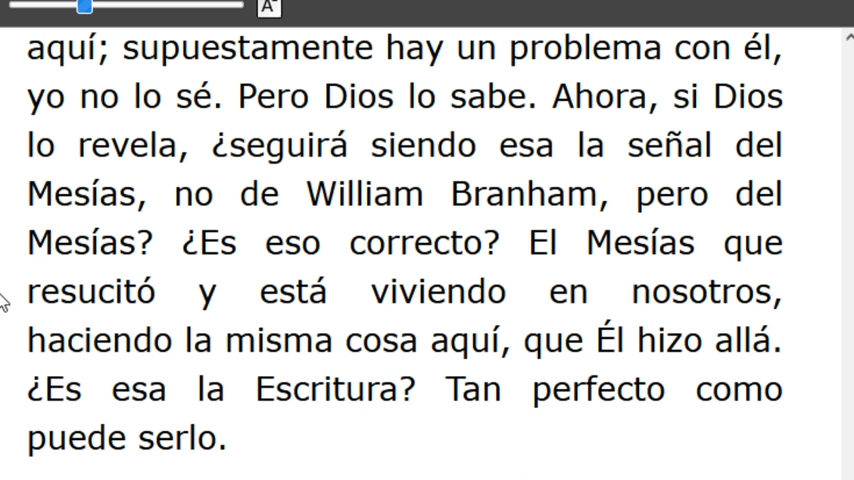 A
aquí; supuestamente hay un problema con él,
yo no lo sé. Pero Dios lo sabe. Ahora, si Dios
lo revela, ¿seguirá siendo esa la señal del
Mesías, no de William Branham, pero del
Mesías? ¿Es eso correcto? El Mesías que
resucitó y está viviendo en nosotros,
haciendo la misma cosa aquí, que Él hizo allá.
¿Es esa la Escritura? Tan perfecto como
puede serlo.